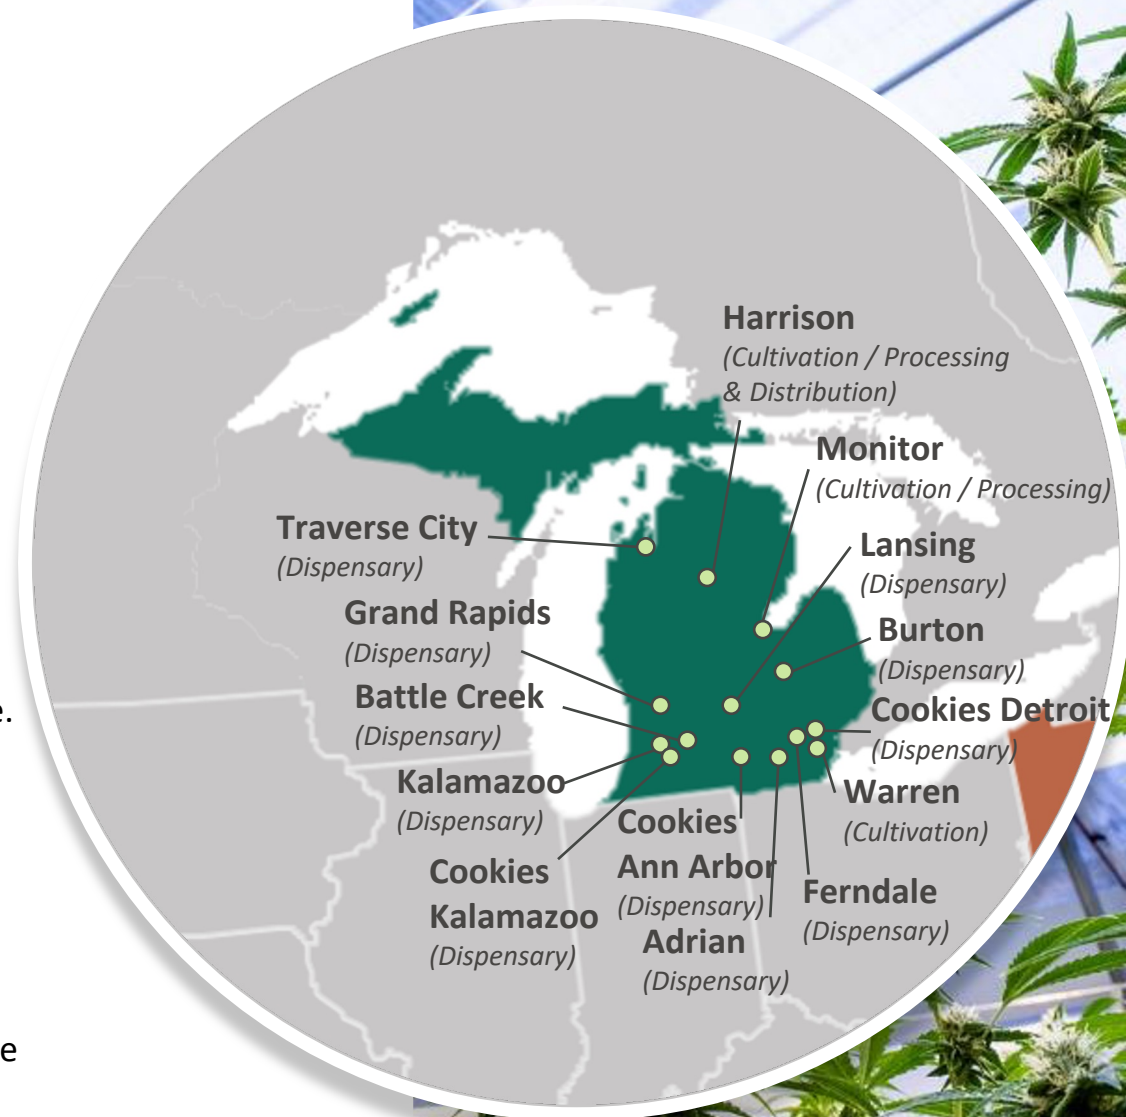 Harrison
(Cultivation / Processing
& Distribution)
Monitor
(Cultivation / Processing)
Traverse City
(Dispensary)
Lansing
(Dispensary)
Grand Rapids
(Dispensary)
Burton
(Dispensary)
Battle Creek
(Dispensary)
Cookies Detroit
(Dispensary)
e.
Kalamazoo
(Dispensary)
Warren
(Cultivation)
Cookies
Ann Arbor
(Dispensary)
Cookies
Kalamazoo
(Dispensary)
Ferndale
(Dispensary)
Adrian
(Dispensary)
e